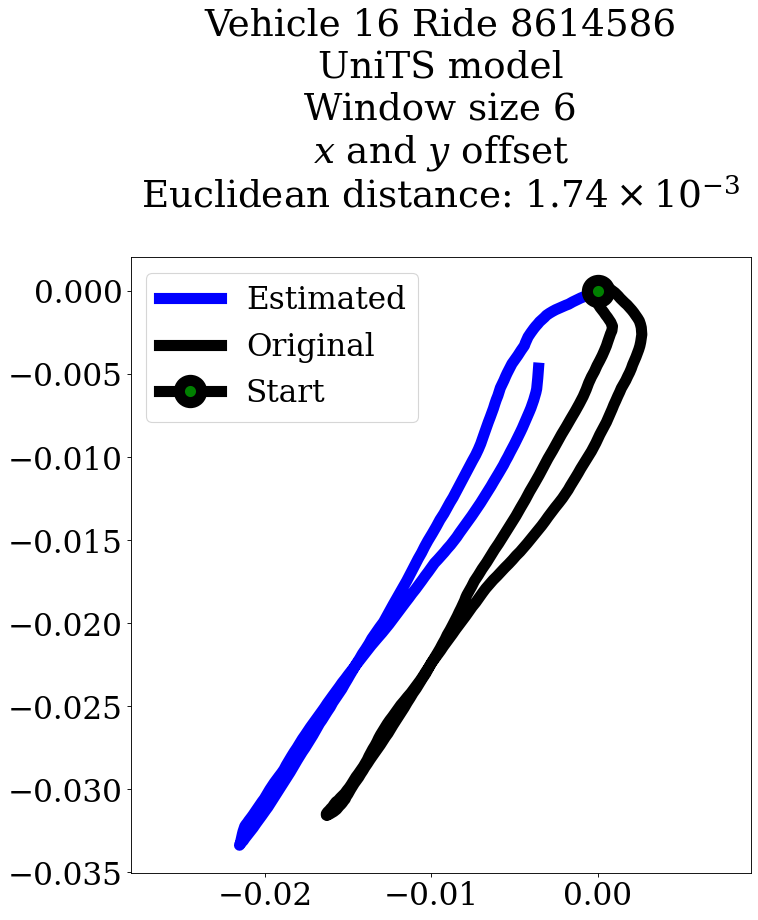 Vehicle 16 Ride 8614586
UniTS model
Window size 6
x and y offset
Euclidean distance: 1.74 × 10⁻³
Estimated
Original
Start
0.000
−0.005
−0.010
−0.015
−0.020
−0.025
−0.030
−0.035
−0.02
−0.01
0.00